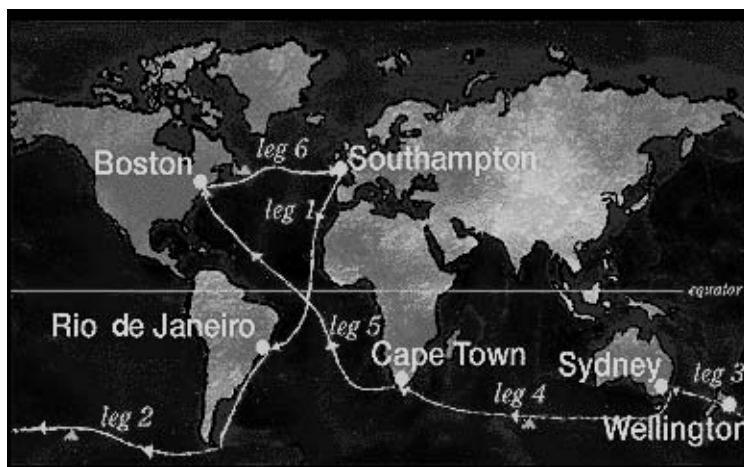 leg 6
Boston
Southampton
leg 1
equator
Rio de Janeiro
leg 5
Cape Town
Sydney
leg 3
leg 2
leg 4
Wellington